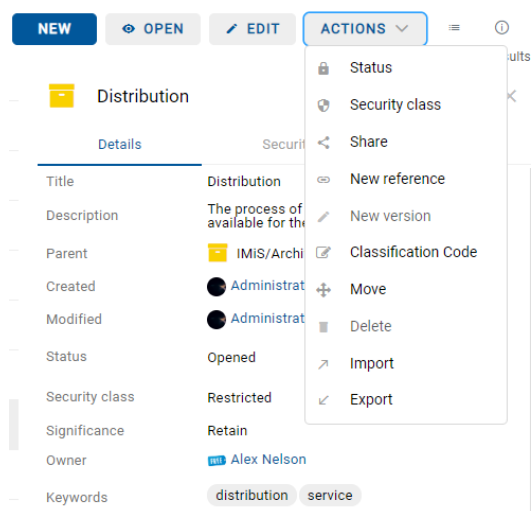 NEW
OPEN
EDIT
ACTIONS
Distribution
Details
Title
Distribution
Description
The process of
available for
Parent
IMiS/Archi
Created
Administrat
Modified
Administrat
Status
Opened
Security class
Restricted
Significance
Retain
Owner
Alex Nelson
Keywords
distribution service
Status
Security class
Share
New reference
New version
Classification Code
Move
Delete
Import
Export